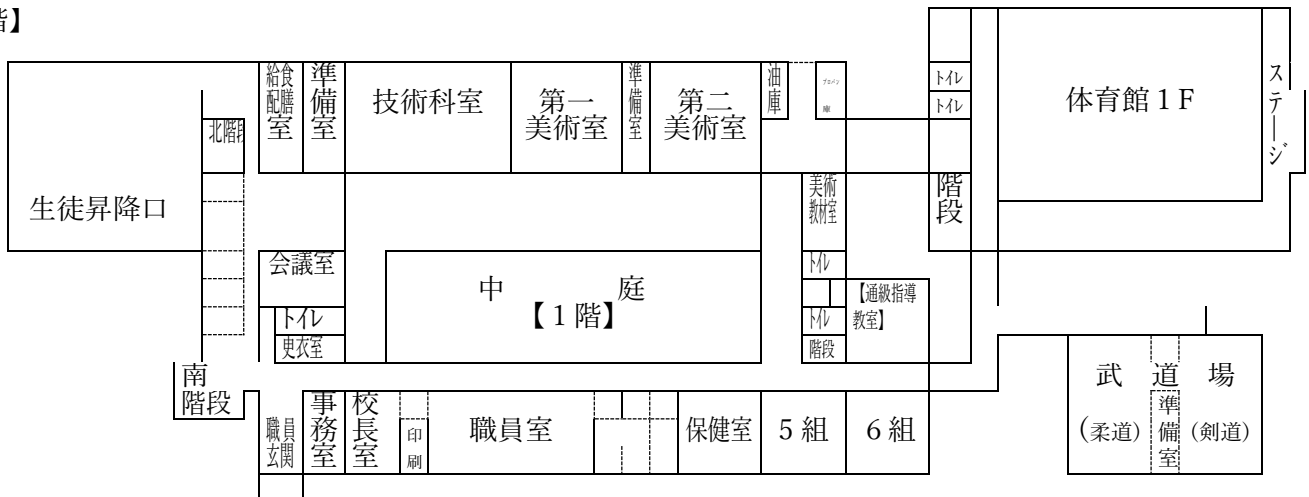 階】
給食
配膳
室
準備室
技術科室
第一
美術室
準備室
第二
美術室
油庫
トイレ
トイレ
体育館１Ｆ
ステージ
北階段
生徒昇降口
美術
教材室
階段
会議室
中庭
【１階】
トイレ
【通級指導
教室】
トイレ
更衣室
トイレ
階段
南
階段
職員
玄関
事務室
校長室
印刷
職員室
保健室
５組
６組
武道場
(柔道)
準備室
(剣道)